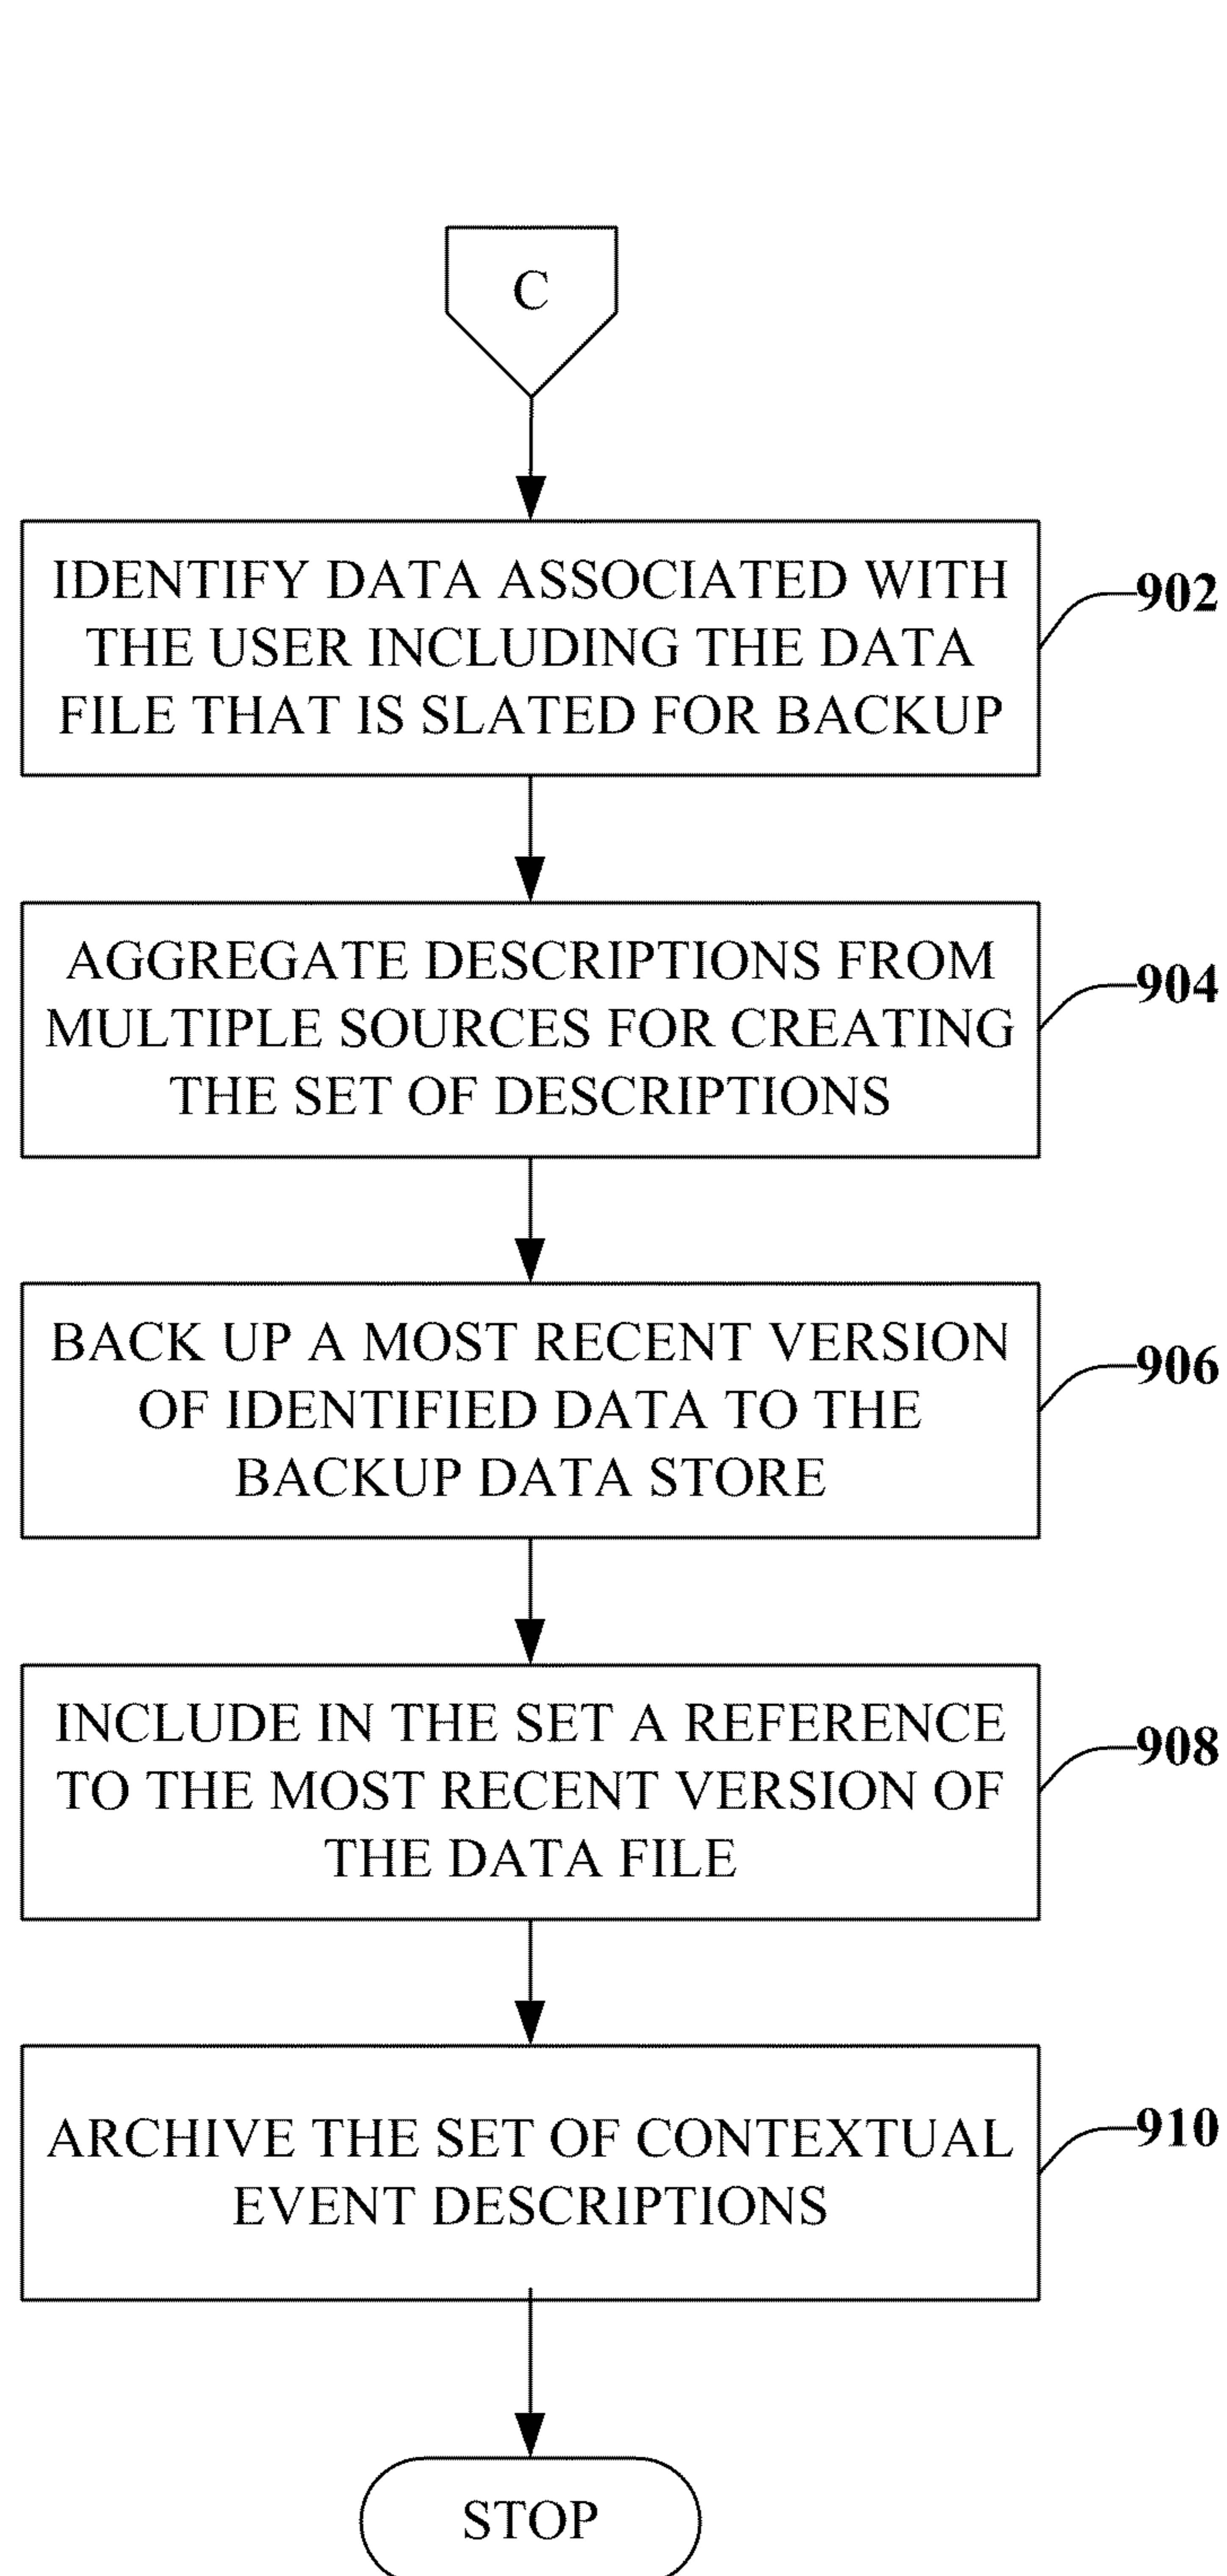 C
IDENTIFY DATA ASSOCIATED WITH
THE USER INCLUDING THE DATA
FILE THAT IS SLATED FOR BACKUP
902
AGGREGATE DESCRIPTIONS FROM
MULTIPLE SOURCES FOR CREATING
THE SET OF DESCRIPTIONS
904
BACK UP A MOST RECENT VERSION
OF IDENTIFIED DATA TO THE
BACKUP DATA STORE
906
INCLUDE IN THE SET A REFERENCE
TO THE MOST RECENT VERSION OF
THE DATA FILE
908
ARCHIVE THE SET OF CONTEXTUAL
EVENT DESCRIPTIONS
910
STOP